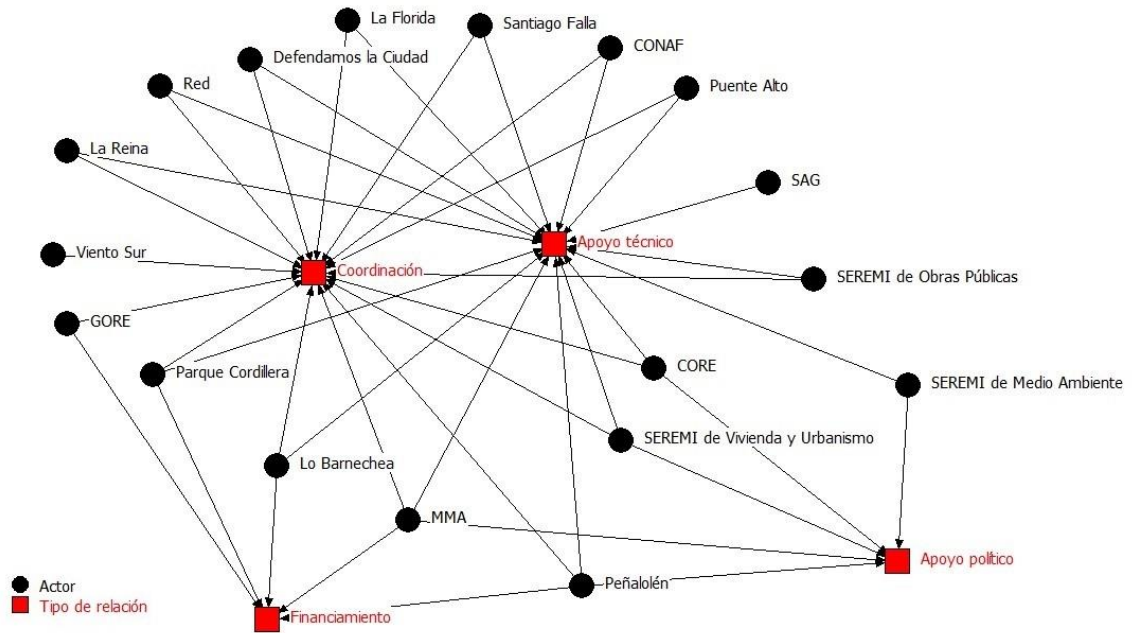 La Florida
Santiago Falla
CONAF
Defendamos la Ciudad
Red
Puente Alto
La Reina
SAG
Apoyo técnico
Viento Sur
Coordinación
SEREMI de Obras Públicas
GORE
Parque Cordillera
CORE
SEREMI de Medio Ambiente
SEREMI de Vivienda y Urbanismo
Lo Barnechea
MMA
Apoyo político
Peñalolén
Actor
Tipo de relación
Financiamiento